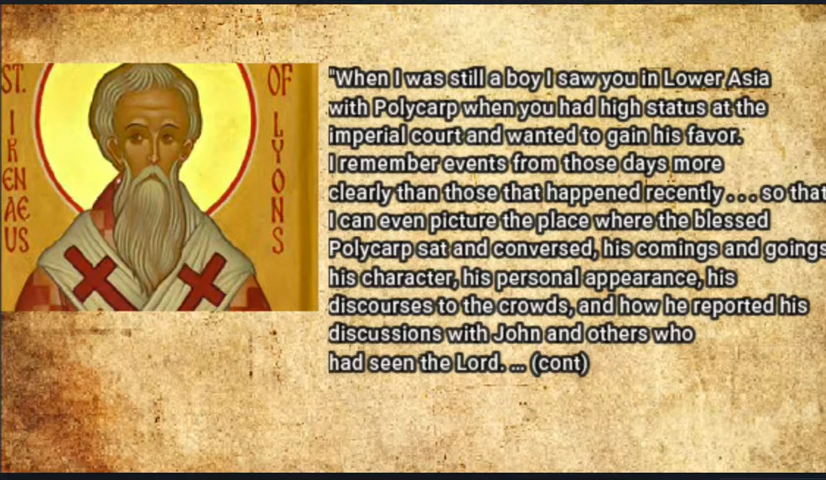 ST.
IRENAEUS
OF
LYONS
"When I was still a boy I saw you in Lower Asia
with Polycarp when you had high status at the
imperial court and wanted to gain his favor.
I remember events from those days more
clearly than those that happened recently . . . so that
I can even picture the place where the blessed
Polycarp sat and conversed, his comings and goings
his character, his personal appearance, his
discourses to the crowds, and how he reported his
discussions with John and others who
had seen the Lord. ... (cont)